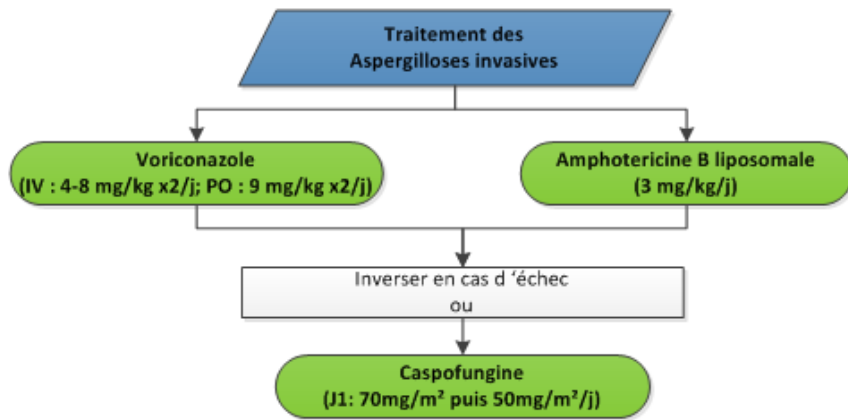 Traitement des
Aspergilloses invasives
Voriconazole
(IV : 4-8 mg/kg x2/j; PO : 9 mg/kg x2/j)
Amphotericine B liposomale
(3 mg/kg/j)
Inverser en cas d ‘échec
ou
Caspofungine
(J1: 70mg/m² puis 50mg/m²/j)